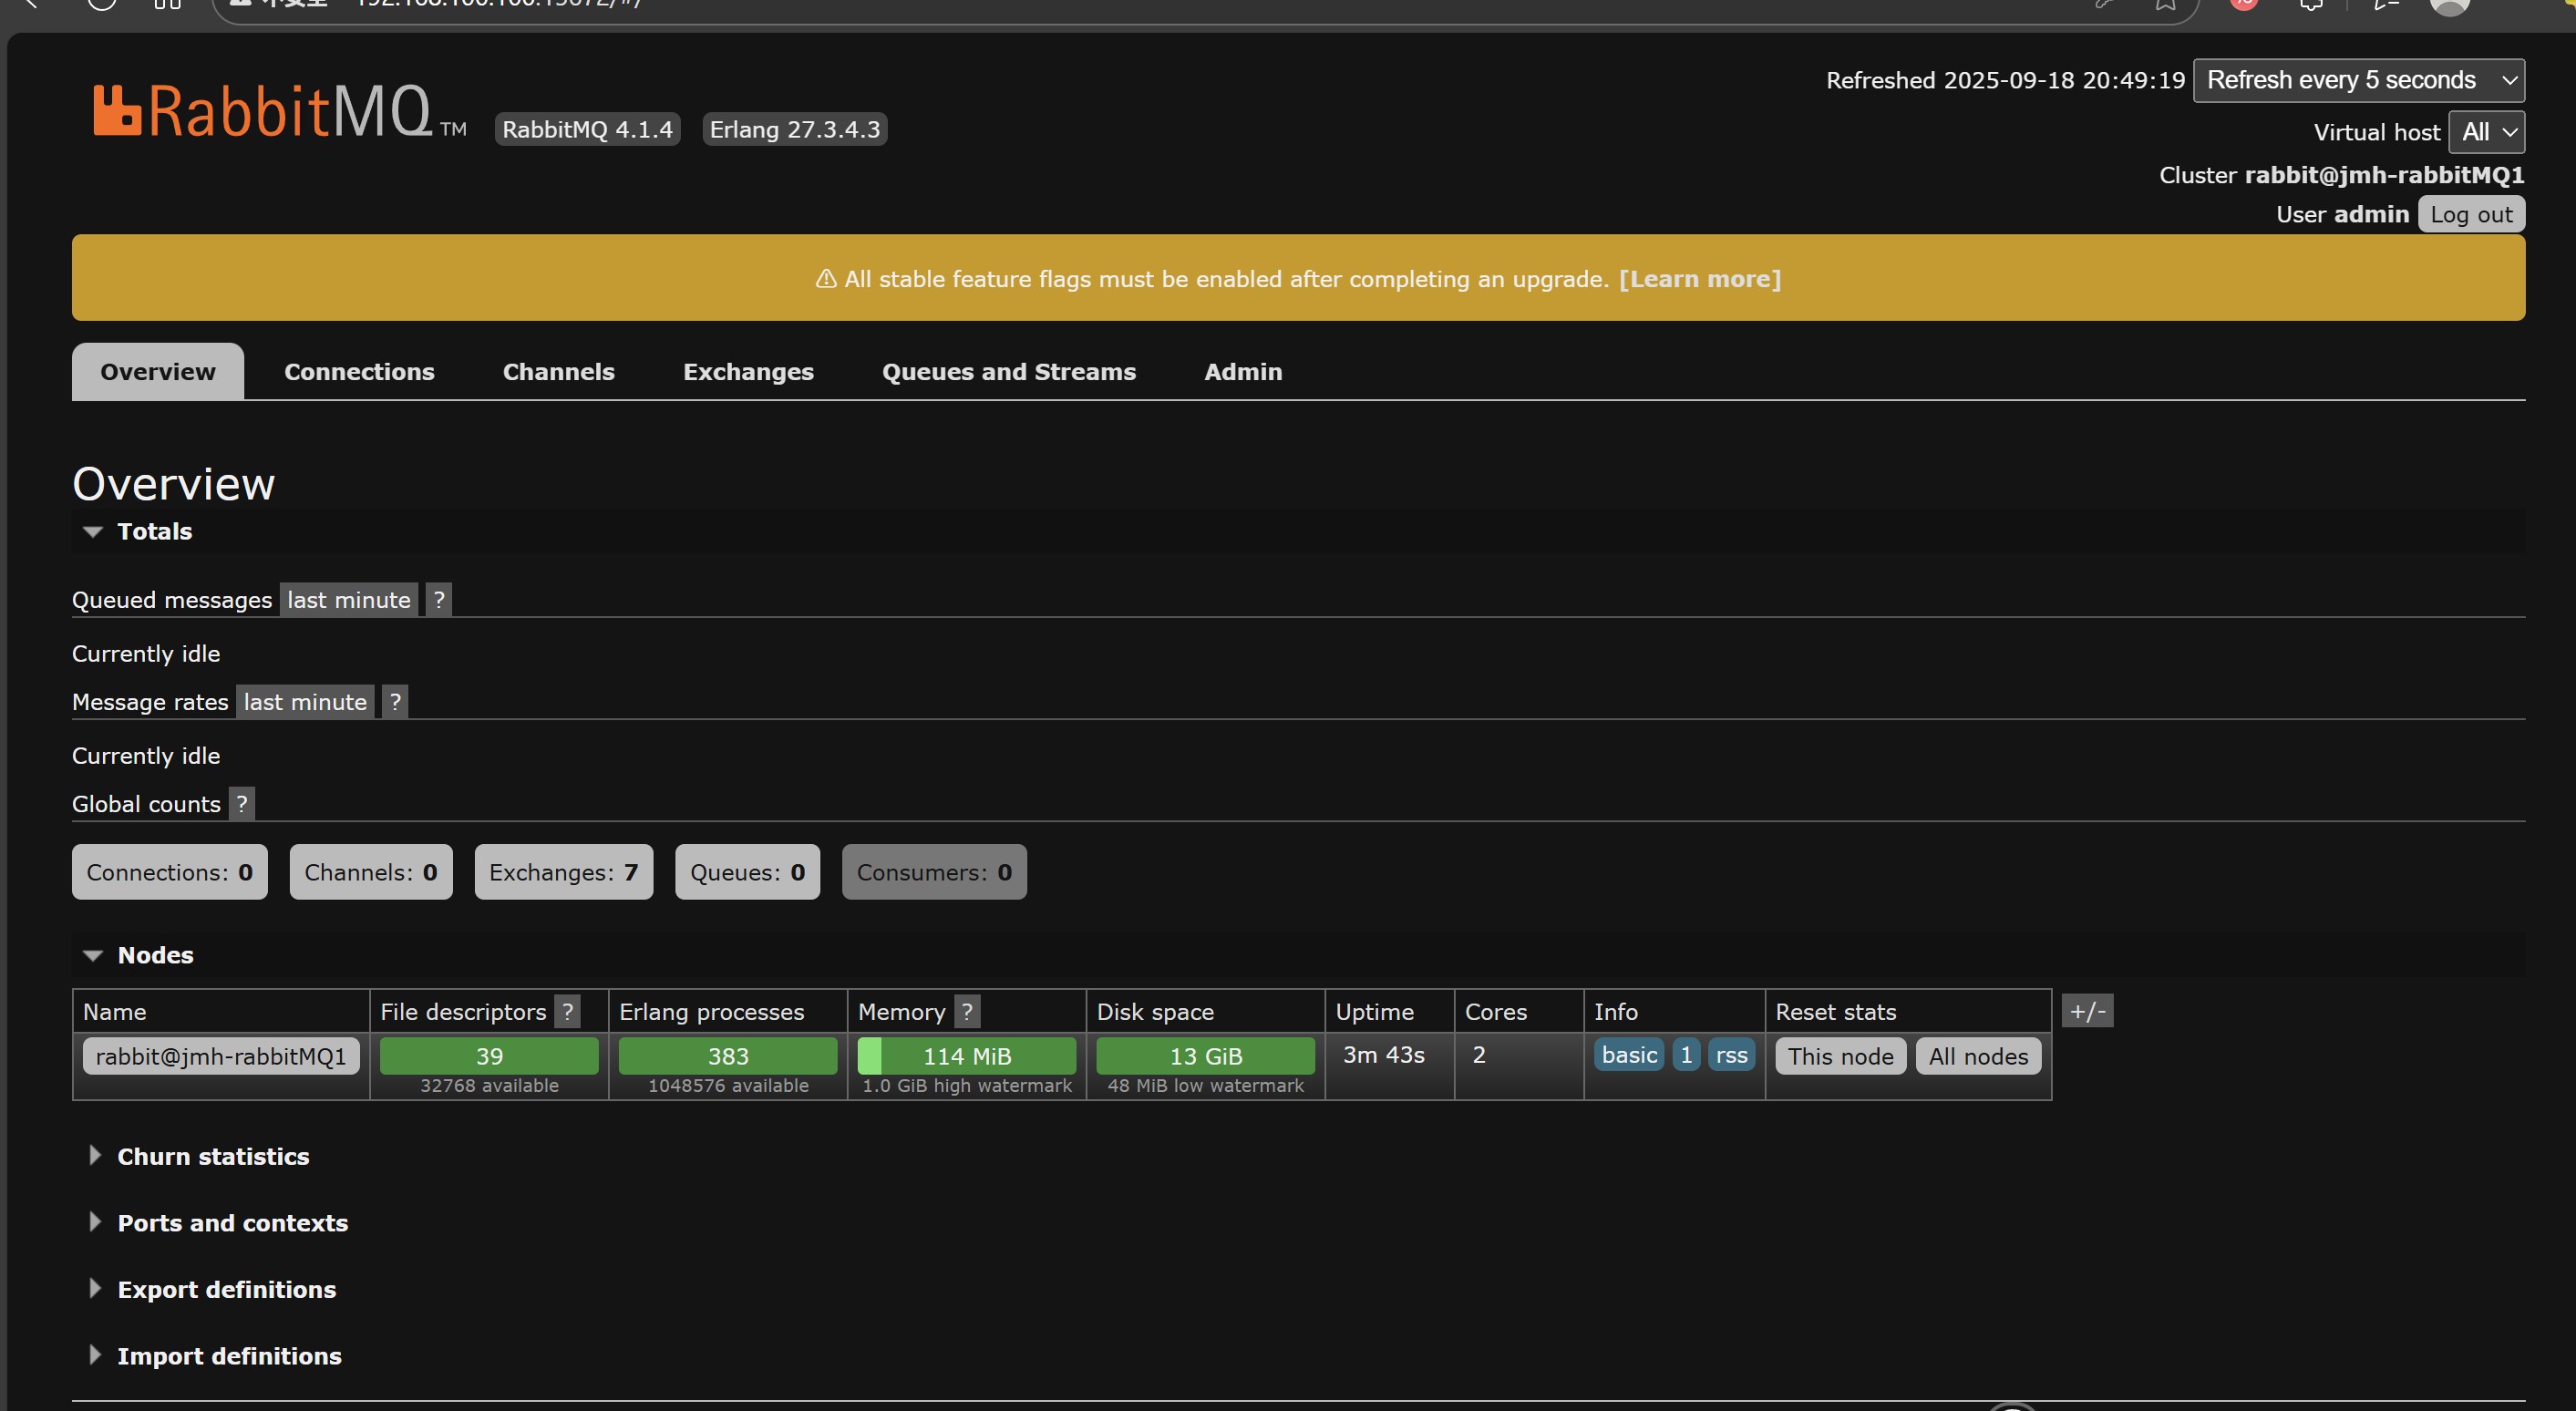 不安全 192.168.100.100:15672/#/
RabbitMQ TM RabbitMQ 4.1.4 Erlang 27.3.4.3
Refreshed 2025-09-18 20:49:19 Refresh every 5 seconds
Virtual host All
Cluster rabbit@jmh-rabbitMQ1
User admin Log out
⚠ All stable feature flags must be enabled after completing an upgrade. [Learn more]
Overview Connections Channels Exchanges Queues and Streams Admin
Overview
Totals
Queued messages last minute ?
Currently idle
Message rates last minute ?
Currently idle
Global counts ?
Connections: 0 Channels: 0 Exchanges: 7 Queues: 0 Consumers: 0
Nodes
Name File descriptors ? Erlang processes Memory ? Disk space Uptime Cores Info Reset stats +/-
rabbit@jmh-rabbitMQ1 39 383 114 MiB 13 GiB 3m 43s 2 basic 1 rss This node All nodes
32768 available 1048576 available 1.0 GiB high watermark 48 MiB low watermark
Churn statistics
Ports and contexts
Export definitions
Import definitions